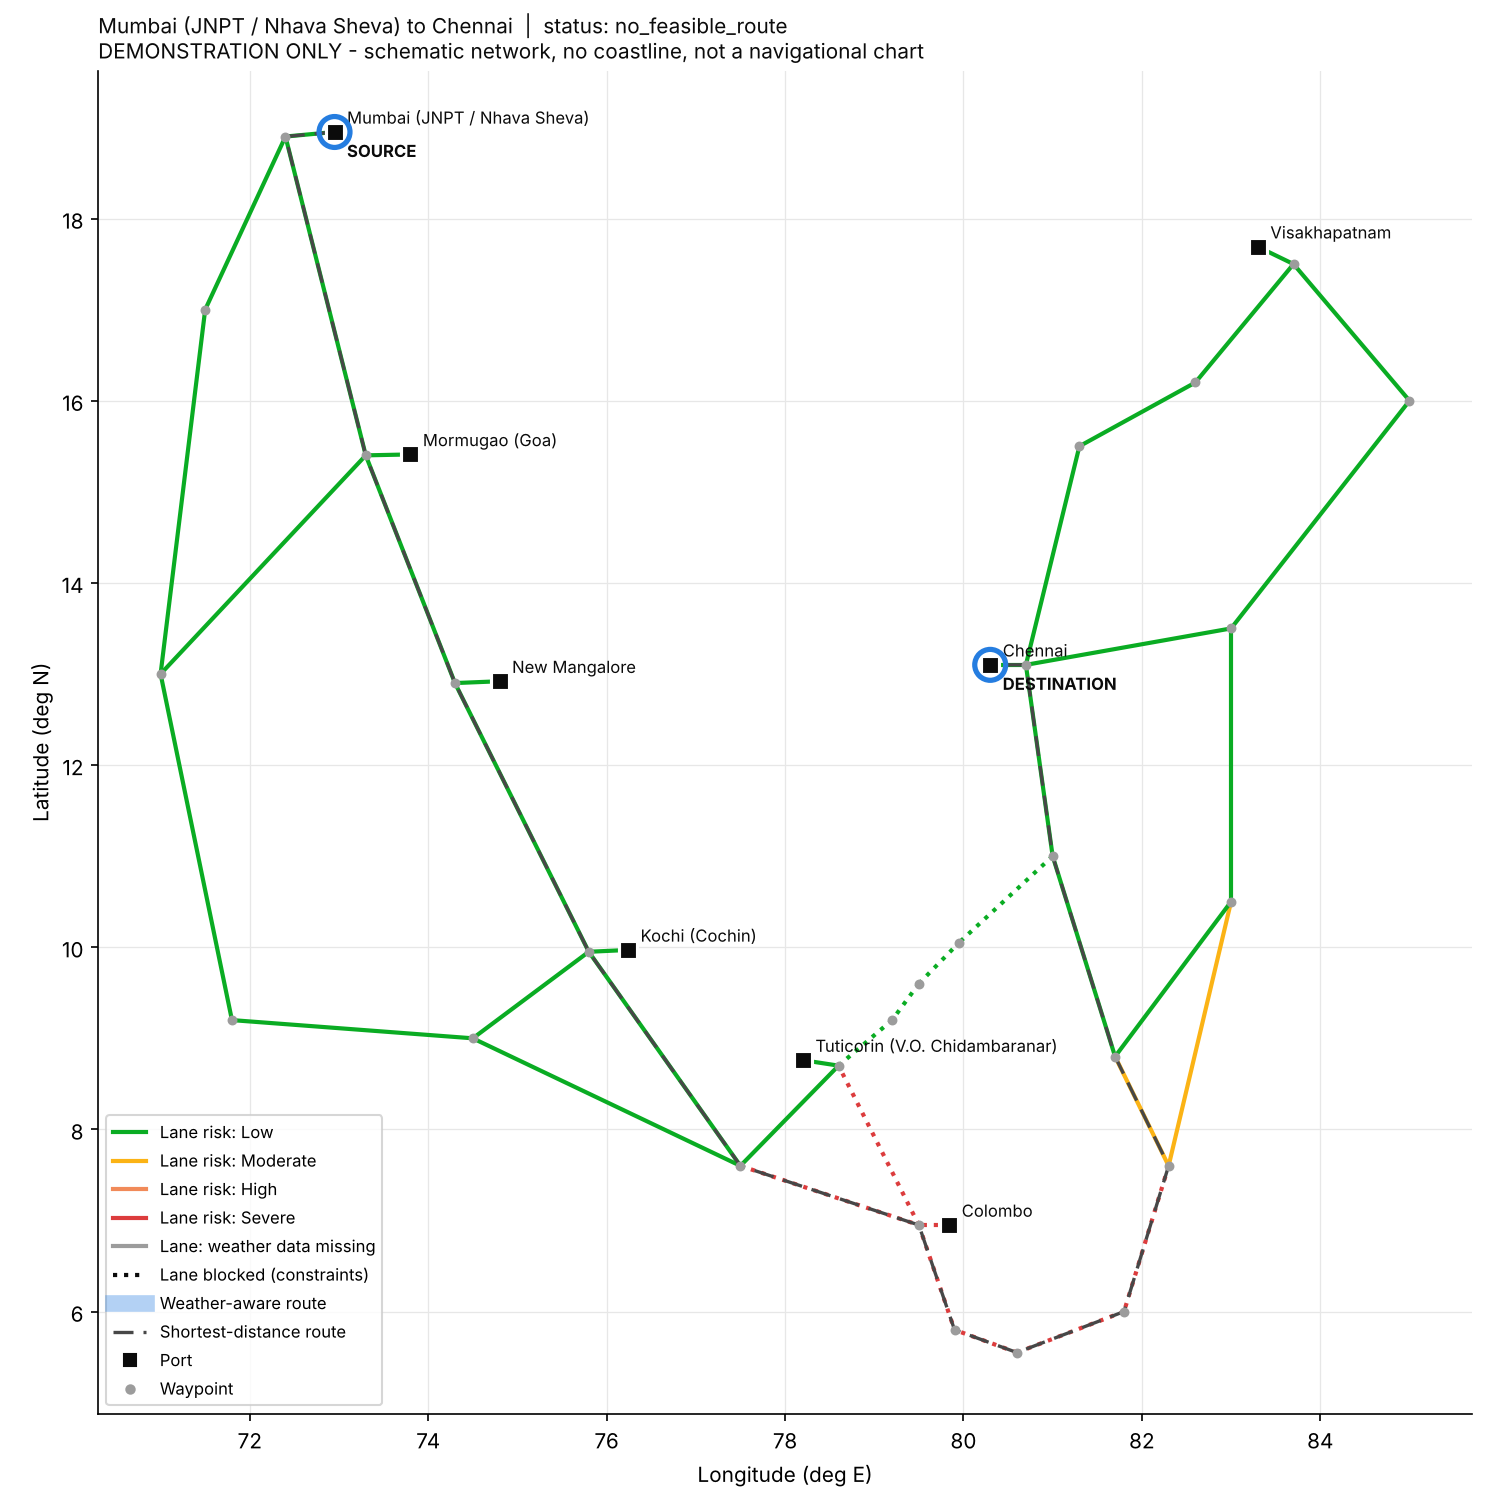 Mumbai (JNPT / Nhava Sheva) to Chennai | status: no_feasible_route
DEMONSTRATION ONLY - schematic network, no coastline, not a navigational chart
Mumbai (JNPT / Nhava Sheva)
SOURCE
Visakhapatnam
Mormugao (Goa)
New Mangalore
Chennai
DESTINATION
Kochi (Cochin)
Tuticorin (V.O. Chidambaranar)
Colombo
Lane risk: Low
Lane risk: Moderate
Lane risk: High
Lane risk: Severe
Lane: weather data missing
Lane blocked (constraints)
Weather-aware route
Shortest-distance route
Port
Waypoint
18
16
14
12
10
8
6
Latitude (deg N)
72
74
76
78
80
82
84
Longitude (deg E)